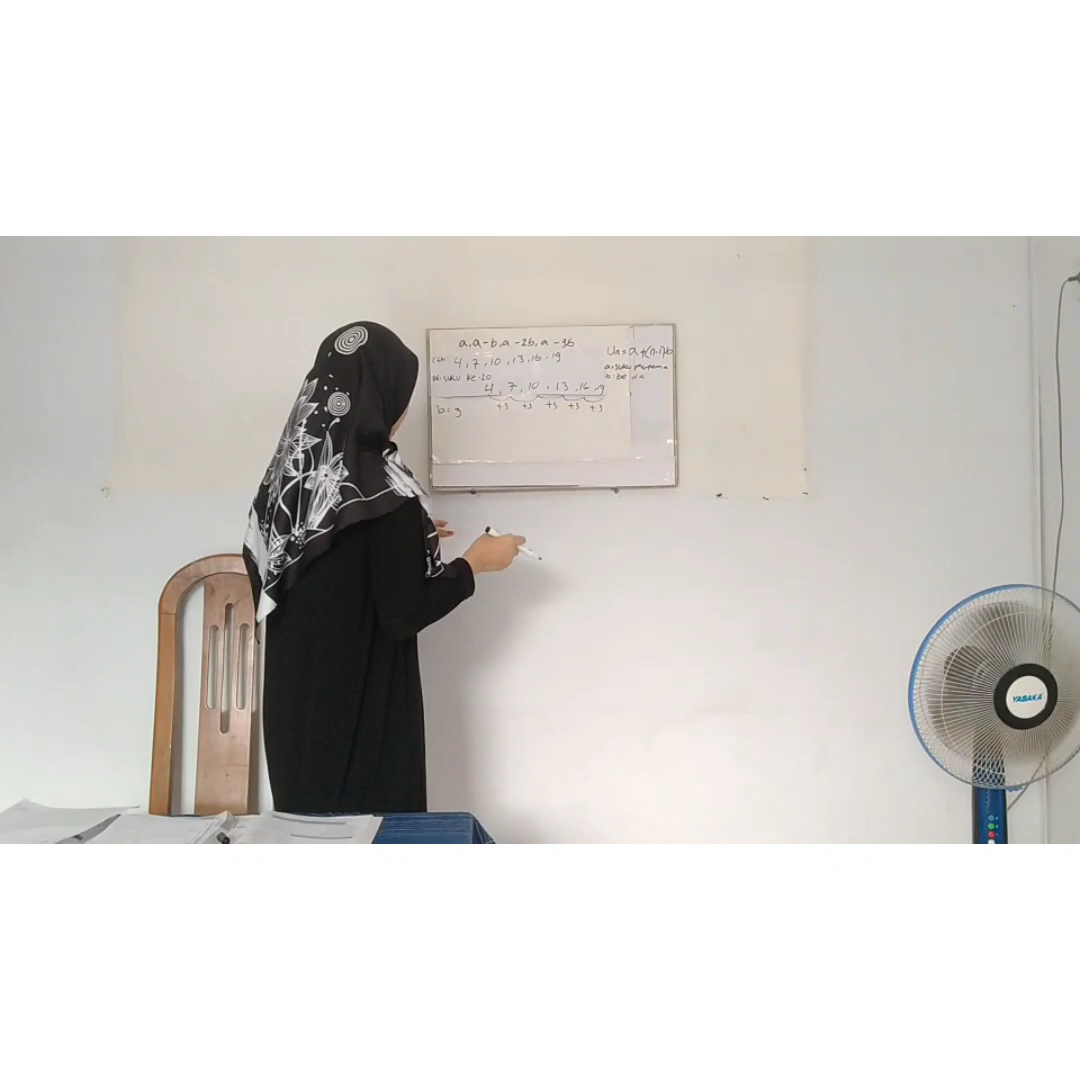 a, a-b, a-2b, a-3b
cth: 4, 7, 10, 13, 16, 19
suku ke-20
4, 7, 10, 13, 16, 19
+3 +3 +3 +3 +3
b = 3
Un = a + (n-1)b
a: suku pertama
b:
YASAKA